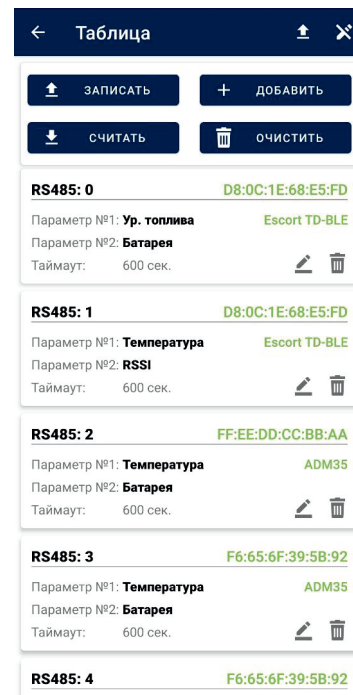 Таблица
ЗАПИСАТЬ
ДОБАВИТЬ
СЧИТАТЬ
ОЧИСТИТЬ
RS485: 0 D8:0C:1E:68:E5:FD
Параметр №1: Ур. топлива Escort TD-BLE
Параметр №2: Батарея
Таймаут: 600 сек.
RS485: 1 D8:0C:1E:68:E5:FD
Параметр №1: Температура Escort TD-BLE
Параметр №2: RSSI
Таймаут: 600 сек.
RS485: 2 FF:EE:DD:CC:BB:AA
Параметр №1: Температура ADM35
Параметр №2: Батарея
Таймаут: 600 сек.
RS485: 3 F6:65:6F:39:5B:92
Параметр №1: Температура ADM35
Параметр №2: Батарея
Таймаут: 600 сек.
RS485: 4 F6:65:6F:39:5B:92